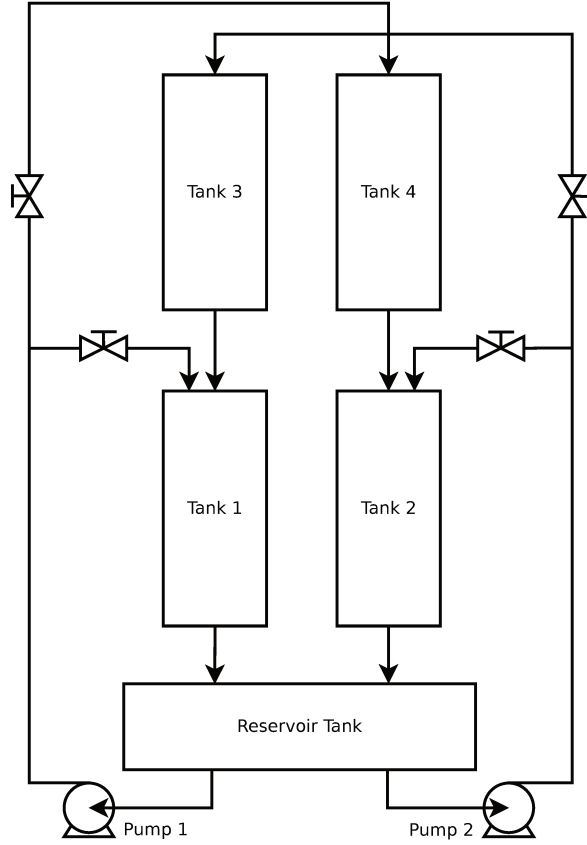 Tank 3
Tank 4
Tank 1
Tank 2
Reservoir Tank
Pump 1
Pump 2